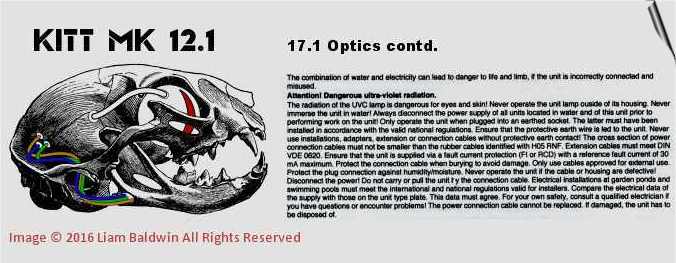 KITT MK 12.1
17.1 Optics contd.
The combination of water and electricity can lead to danger to life and limb, if the unit is incorrectly connected and
misused.
Attention! Dangerous ultra-violet radiation.
The radiation of the UVC lamp is dangerous for eyes and skin! Never operate the unit lamp ouside of its housing. Never
immerse the unit in water! Always disconnect the power supply of all units located in water and of this unit prior to
performing work on the unit! Only operate the unit when plugged into an earthed socket. The latter must have been
installed in accordance with the valid national regulations. Ensure that the protective earth wire is led to the unit. Never
use installations, adapters, extension or connection cables without protective earth contact! The cross section of power
connection cables must not be smaller than the rubber cables identified with H05 RNF. Extension cables must meet DIN
VDE 0620. Ensure that the unit is supplied via a fault current protection (FI or RCD) with a reference fault current of 30
mA maximum. Protect the connection cable when burying to avoid damage. Only use cables approved for external use.
Protect the plug connection against humidity/moisture. Never operate the unit if the cable or housing are defective!
Disconnect the power! Do not carry or pull the unit by the connection cable. Electrical installations at garden ponds and
swimming pools must meet the international and national regulations valid for installers. Compare the electrical data of
the supply with those on the unit type plate. This data must agree. For your own safety, consult a qualified electrician if
you have questions or encounter problems! The power connection cable cannot be replaced. If damaged, the unit has to
be disposed of.
Image © 2016 Liam Baldwin All Rights Reserved